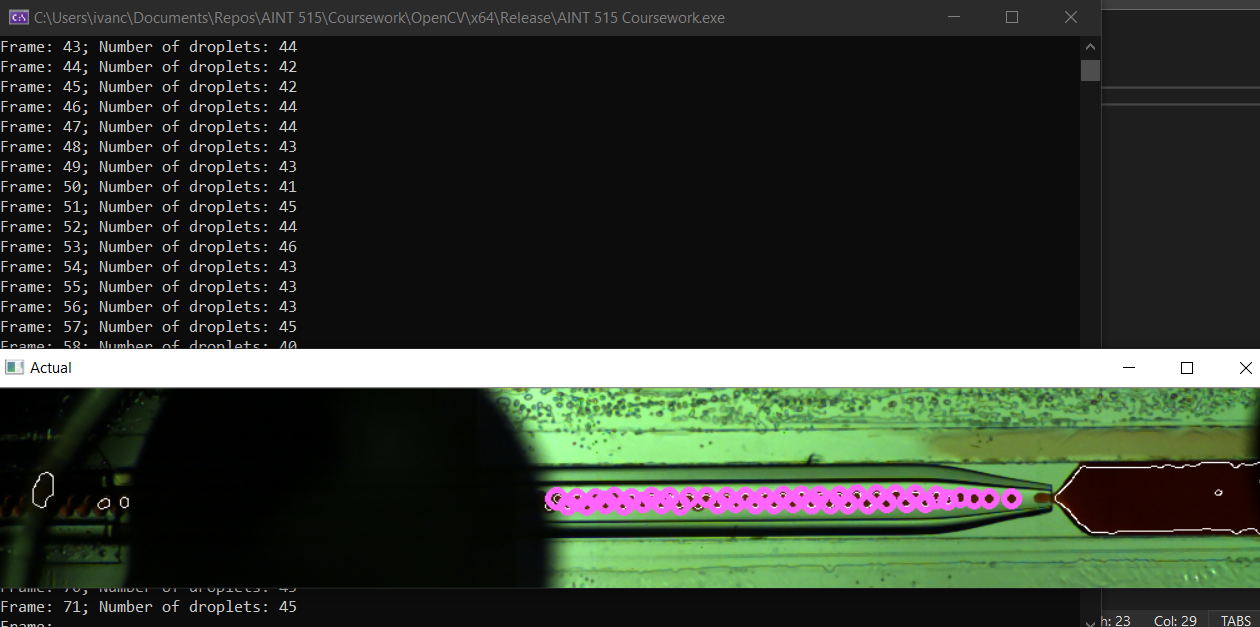 C:\Users\ivanc\Documents\Repos\AINT 515\Coursework\OpenCV\x64\Release\AINT 515 Coursework.exe
Frame: 43; Number of droplets: 44
Frame: 44; Number of droplets: 42
Frame: 45; Number of droplets: 42
Frame: 46; Number of droplets: 44
Frame: 47; Number of droplets: 44
Frame: 48; Number of droplets: 43
Frame: 49; Number of droplets: 43
Frame: 50; Number of droplets: 41
Frame: 51; Number of droplets: 45
Frame: 52; Number of droplets: 44
Frame: 53; Number of droplets: 46
Frame: 54; Number of droplets: 43
Frame: 55; Number of droplets: 43
Frame: 56; Number of droplets: 43
Frame: 57; Number of droplets: 45
Frame: 58; Number of droplets: 40
Actual
Frame: 70; Number of droplets:
Frame: 71; Number of droplets: 45
Frame:
h: 23 Col: 29 TABS